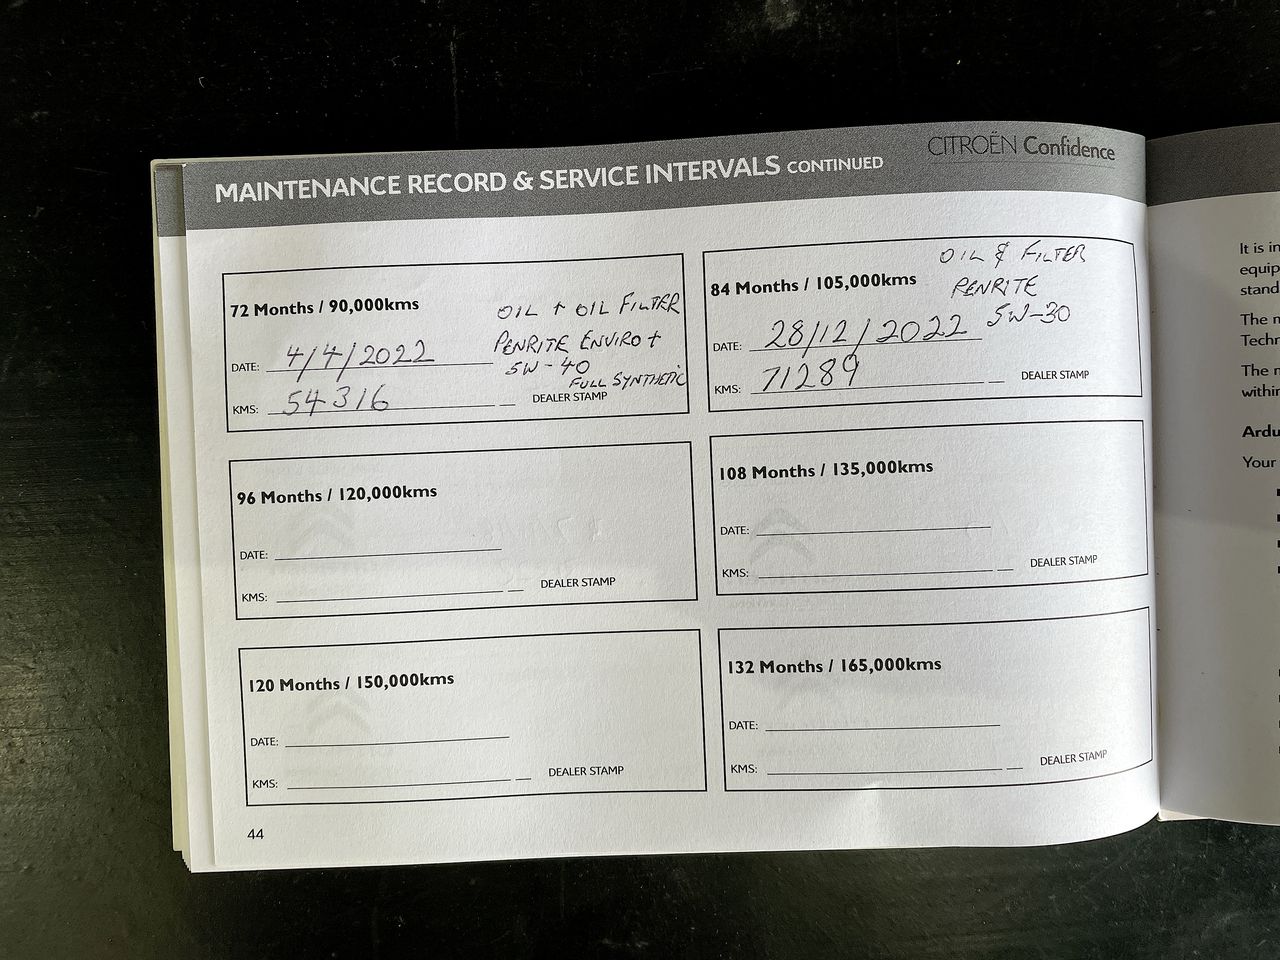 CITROËN Confidence
MAINTENANCE RECORD & SERVICE INTERVALS CONTINUED
72 Months / 90,000kms
OIL + OIL FILTER
PENRITE ENVIRO +
5W-40
FULL SYNTHETIC
DATE: 4/4/2022
KMS: 54316
DEALER STAMP
84 Months / 105,000kms
OIL & FILTER
PENRITE
5W-30
DATE: 28/12/2022
KMS: 71289
DEALER STAMP
96 Months / 120,000kms
DATE:
KMS:
DEALER STAMP
108 Months / 135,000kms
DATE:
KMS:
DEALER STAMP
120 Months / 150,000kms
DATE:
KMS:
DEALER STAMP
132 Months / 165,000kms
DATE:
KMS:
DEALER STAMP
44
It is in
equip
stand
The m
Techn
The m
within
Ardu
Your